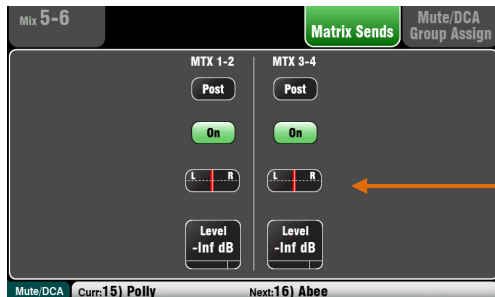 Mix 5-6
Matrix Sends
Mute/DCA
Group Assign
MTX 1-2
MTX 3-4
Post
Post
On
On
L R
L R
Level
-Inf dB
Level
-Inf dB
Mute/DCA Curr:15) Polly Next:16) Abee